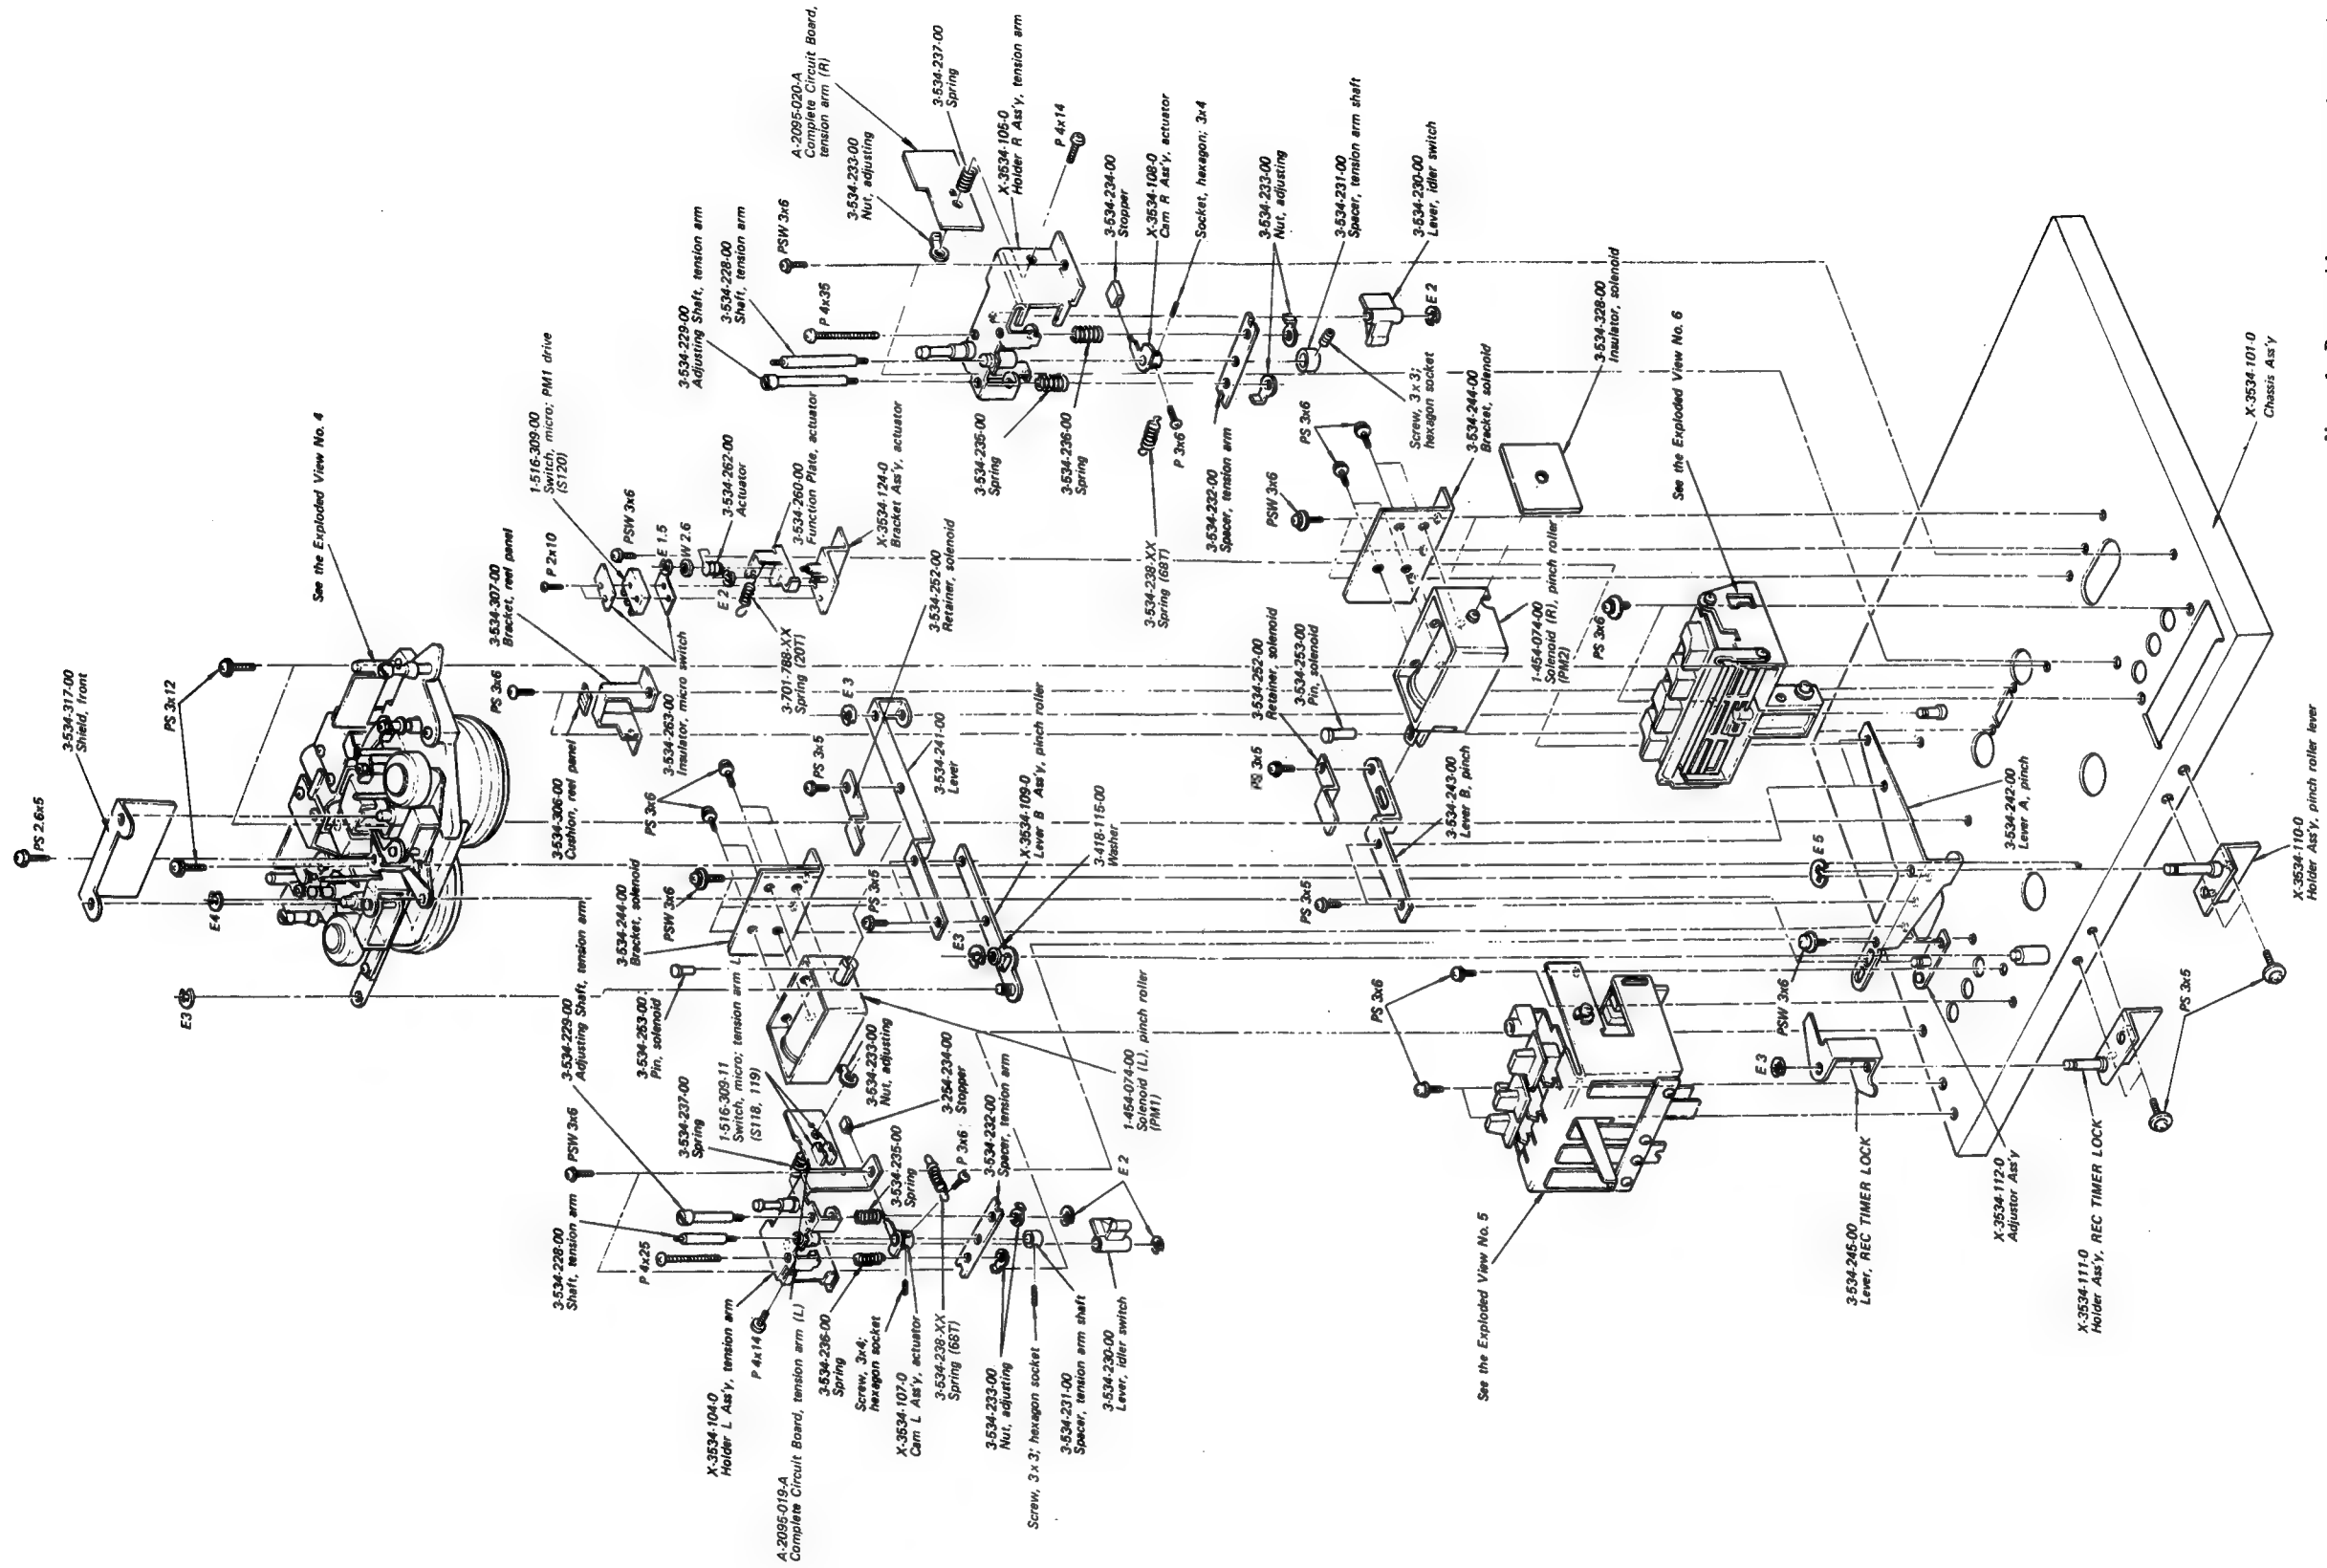 3-534-317-00
Shield, front
PS 2.6x5
PS 3x12
E4
E3
See the Exploded View No. 4
A-2095-020-A
Complete Circuit Board,
tension arm (R)
3-534-237-00
Spring
3-534-233-00
Nut, adjusting
X-3534-105-0
Holder R Ass'y, tension arm
P 4x14
PSW 3x6
3-534-228-00
Shaft, tension arm
3-534-229-00
Adjusting Shaft, tension arm
P 4x35
3-534-234-00
Stopper
X-3534-108-0
Cam R Ass'y, actuator
Socket, hexagon; 3x4
3-534-233-00
Nut, adjusting
3-534-231-00
Spacer, tension arm shaft
3-534-230-00
Lever, idler switch
E 2
3-534-235-00
Spring
3-534-236-00
Spring
P 3x6
3-534-238-XX
Spring (68T)
3-534-232-00
Spacer, tension arm
Screw, 3 x 3;
hexagon socket
1-516-309-00
Switch, micro; PM1 drive
(S120)
P 2x10
PSW 3x6
E 1.5
W 2.6
3-534-262-00
Actuator
3-534-260-00
Function Plate, actuator
X-3534-124-0
Bracket Ass'y, actuator
E 2
3-701-788-XX
Spring (20T)
3-534-263-00
Insulator, micro switch
3-534-307-00
Bracket, reel panel
PS 3x6
3-534-306-00
Cushion, reel panel
3-534-252-00
Retainer, solenoid
E 3
PS 3x5
3-534-241-00
Lever
X-3534-109-0
Lever B Ass'y, pinch roller
3-418-115-00
Washer
PS 3x6
PSW 3x6
3-534-244-00
Bracket, solenoid
PS 3x5
E3
3-534-253-00
Pin, solenoid
1-454-074-00
Solenoid (L), pinch roller
(PM1)
3-534-229-00
Adjusting Shaft, tension arm
PSW 3x6
3-534-228-00
Shaft, tension arm
P 4x25
3-534-237-00
Spring
1-516-309-11
Switch, micro; tension arm L
(S118, 119)
3-534-233-00
Nut, adjusting
3-254-234-00
Stopper
3-534-235-00
Spring
P 3x6
3-534-232-00
Spacer, tension arm
E 2
X-3534-104-0
Holder L Ass'y, tension arm
P 4x14
A-2095-019-A
Complete Circuit Board, tension arm (L)
3-534-236-00
Spring
Screw, 3x4;
hexagon socket
X-3534-107-0
Cam L Ass'y, actuator
3-534-238-XX
Spring (68T)
3-534-233-00
Nut, adjusting
Screw, 3 x 3; hexagon socket
3-534-231-00
Spacer, tension arm shaft
3-534-230-00
Lever, idler switch
PS 3x6
PSW 3x6
3-534-244-00
Bracket, solenoid
3-534-328-00
Insulator, solenoid
1-454-074-00
Solenoid (R), pinch roller
(PM2)
3-534-252-00
Retainer, solenoid
3-534-253-00
Pin, solenoid
PS 3x5
3-534-243-00
Lever B, pinch
PS 3x5
See the Exploded View No. 6
PS 3x6
See the Exploded View No. 5
PS 3x6
PSW 3x6
E 5
3-534-242-00
Lever A, pinch
E 3
3-534-245-00
Lever, REC TIMER LOCK
X-3534-112-0
Adjustor Ass'y
X-3534-111-0
Holder Ass'y, REC TIMER LOCK
PS 3x5
X-3534-110-0
Holder Ass'y, pinch roller lever
X-3534-101-0
Chassis Ass'y